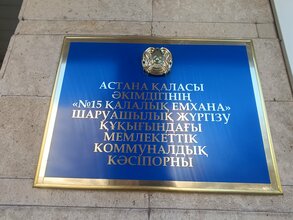 АСТАНА ҚАЛАСЫ
ӘКІМДІГІНІҢ
«№15 ҚАЛАЛЫҚ ЕМХАНА»
ШАРУАШЫЛЫҚ ЖҮРГІЗУ
ҚҰҚЫҒЫНДАҒЫ
МЕМЛЕКЕТТІК
КОММУНАЛДЫҚ
КӘСІПОРНЫ